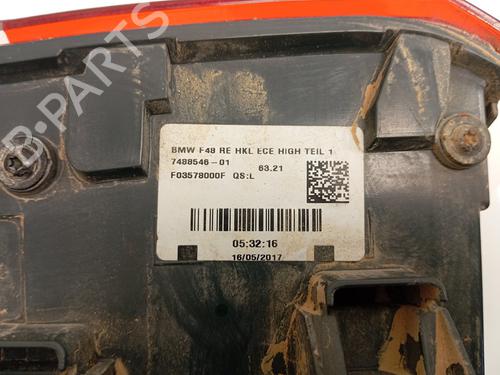 BMW F48 RE HKL ECE HIGH TEIL 1
7488546-01 63.21
F03578000F QS:L
05:32:16
16/05/2017
B-PARTS